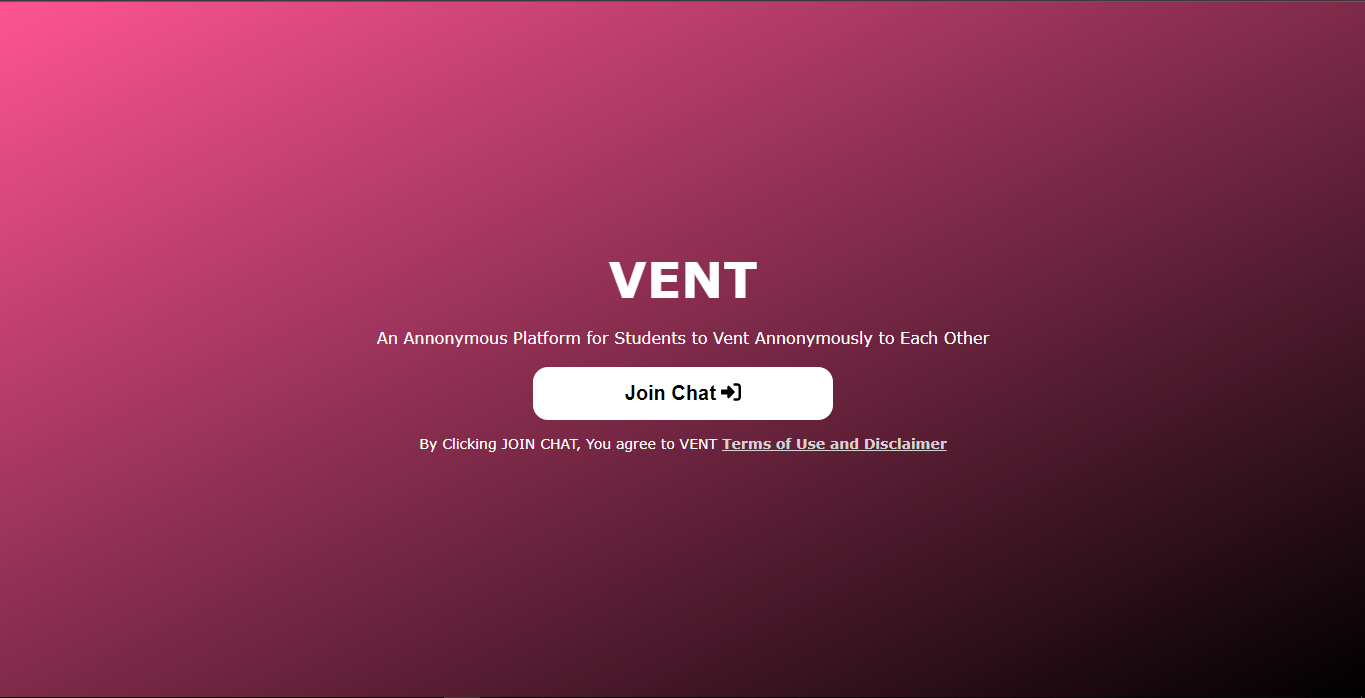 VENT
An Annonymous Platform for Students to Vent Annonymously to Each Other
Join Chat
By Clicking JOIN CHAT, You agree to VENT Terms of Use and Disclaimer